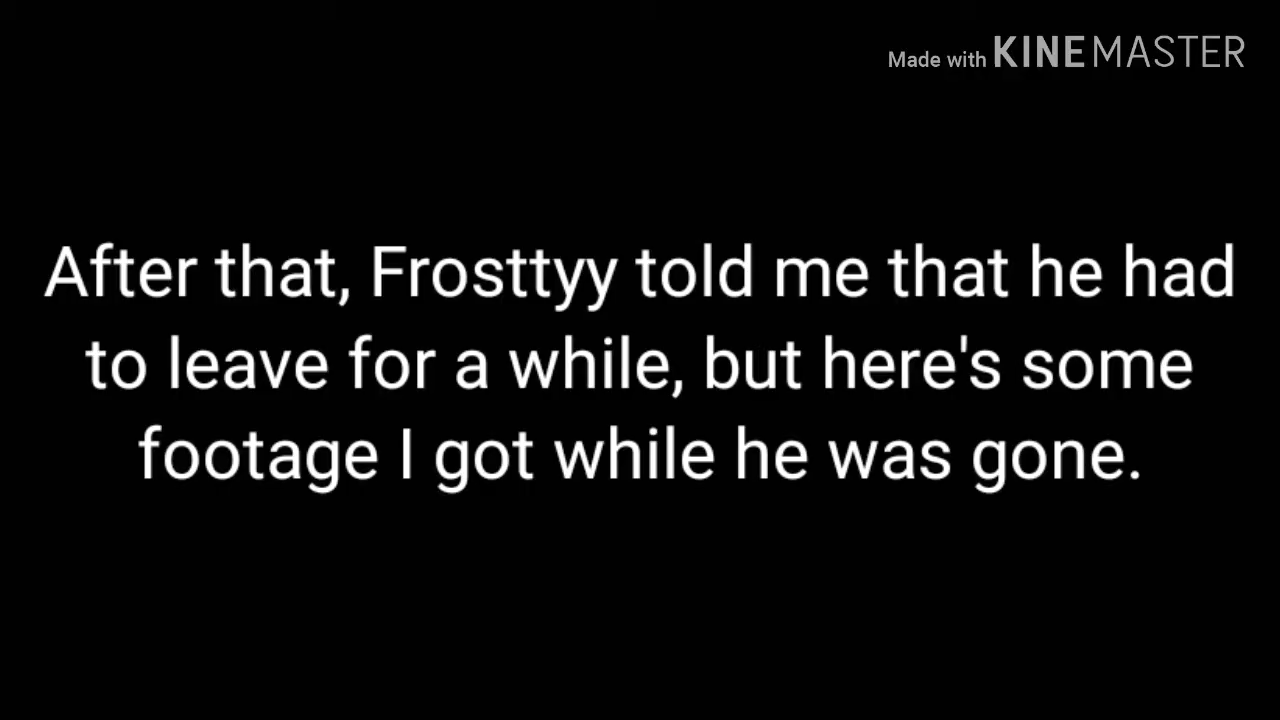 Made with KINEMASTER
After that, Frosttyy told me that he had
to leave for a while, but here's some
footage I got while he was gone.